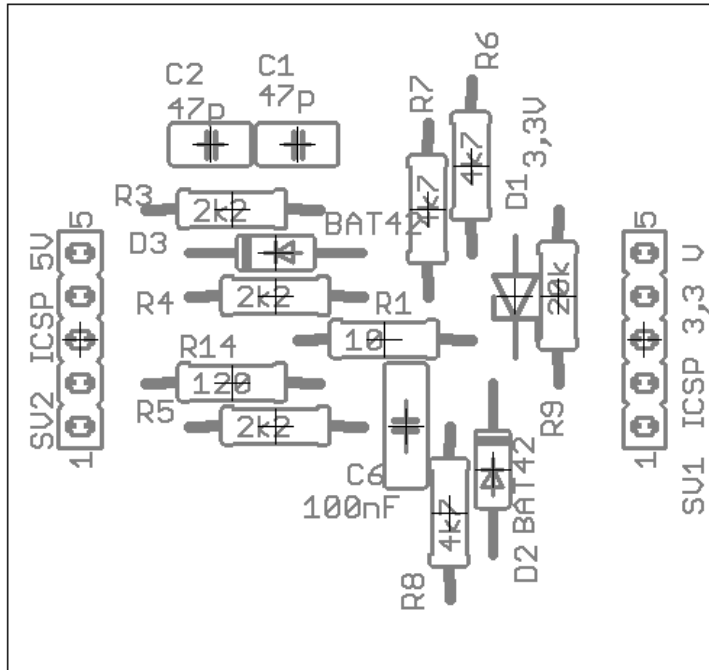 C2
47p
C1
47p
R7
4k7
R6
4k7
D1
3,3V
R3
2k2
D3
BAT42
R4
2k2
R1
10
R14
120
R5
2k2
C6
100nF
R8
4k7
D2 BAT42
R9
20k
SV2 ICSP 5V
5
1
SV1 ICSP 3,3 V
5
1